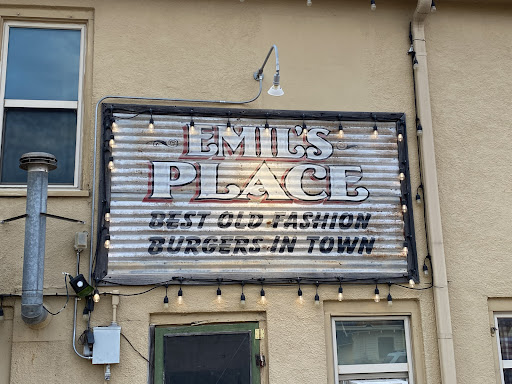 EMIL'S
PLACE
BEST OLD FASHION
BURGERS IN TOWN